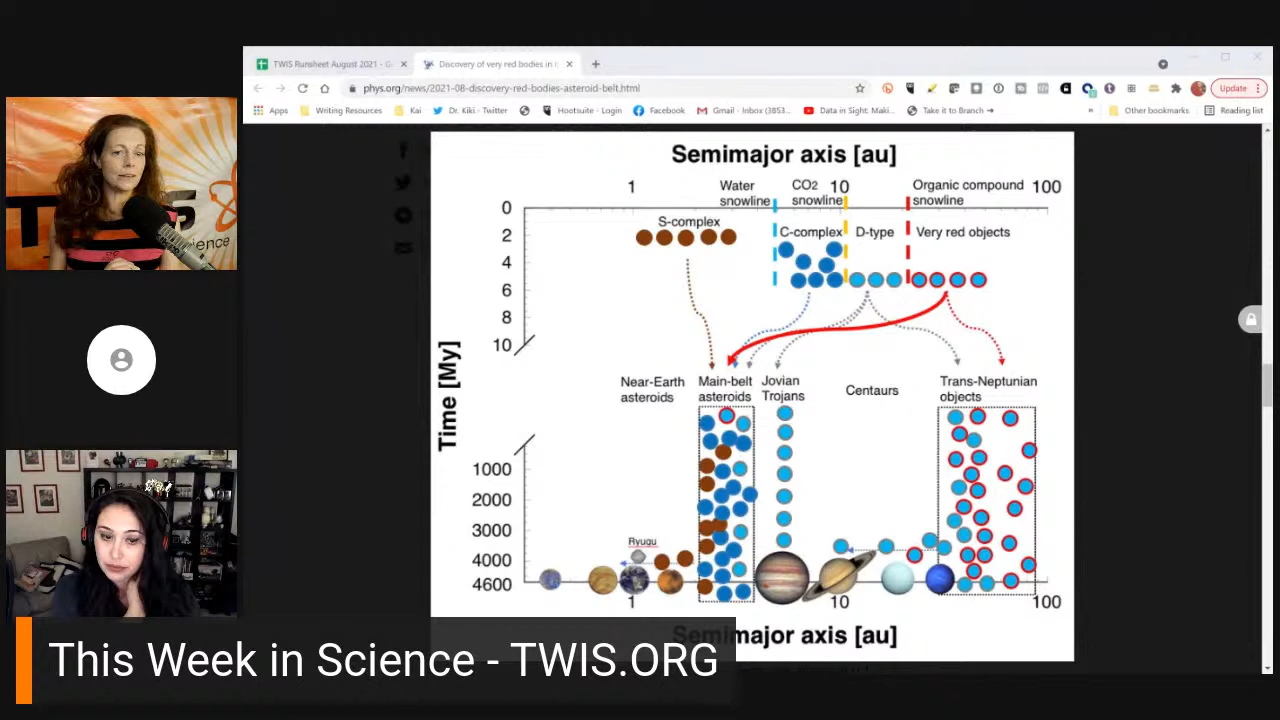 TWIS Runsheet August 2021 - G
Discovery of very red bodies in t
phys.org/news/2021-08-discovery-red-bodies-asteroid-belt.html
Update
Apps
Writing Resources
Kai
Dr. Kiki - Twitter
Hootsuite - Login
Facebook
Gmail - Inbox (3853...
Data in Sight: Maki...
Take it to Branch →
»
Other bookmarks
Reading list
Semimajor axis [au]
1
Water
snowline
CO2
snowline
10
Organic compound
snowline
100
0
2
4
6
8
10
S-complex
C-complex
D-type
Very red objects
Time [My]
Near-Earth
asteroids
Main-belt
asteroids
Jovian
Trojans
Centaurs
Trans-Neptunian
objects
1000
2000
3000
4000
4600
Ryugu
1
10
100
Semimajor axis [au]
science
This Week in Science - TWIS.ORG